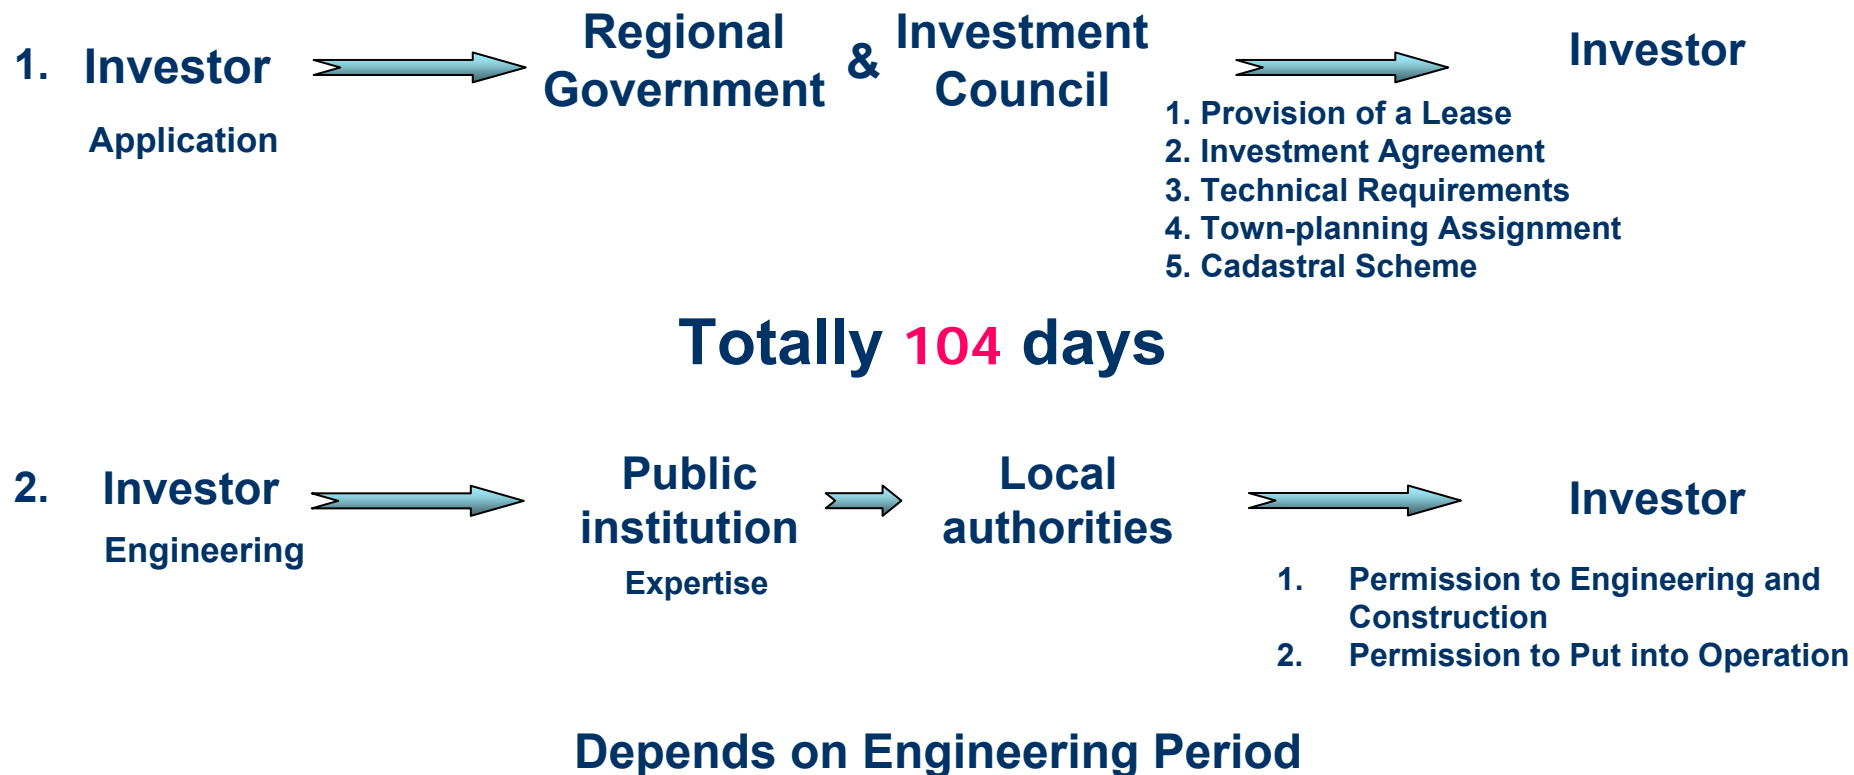 1. Investor
Application
Regional
Government
&
Investment
Council
Investor
1. Provision of a Lease
2. Investment Agreement
3. Technical Requirements
4. Town-planning Assignment
5. Cadastral Scheme
Totally 104 days
2. Investor
Engineering
Public
institution
Expertise
Local
authorities
Investor
1. Permission to Engineering and
Construction
2. Permission to Put into Operation
Depends on Engineering Period